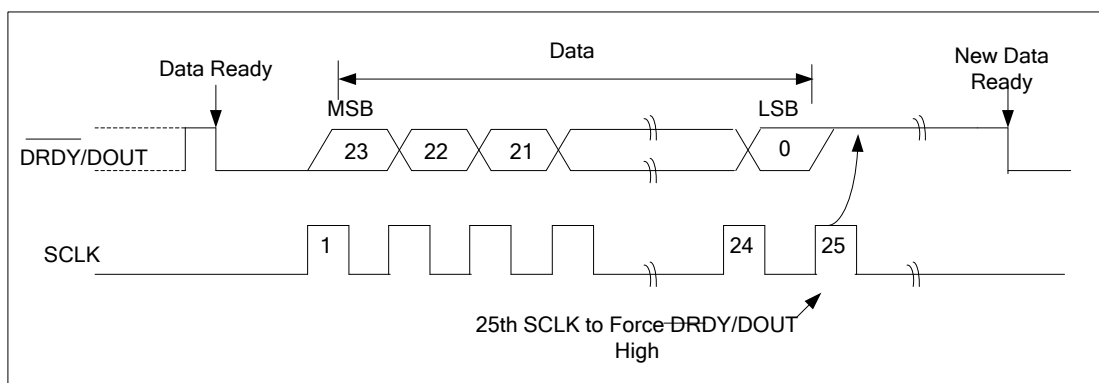 Data
Data Ready
New Data
Ready
MSB
LSB
DRDY/DOUT
23
22
21
0
SCLK
1
24
25
25th SCLK to Force DRDY/DOUT
High